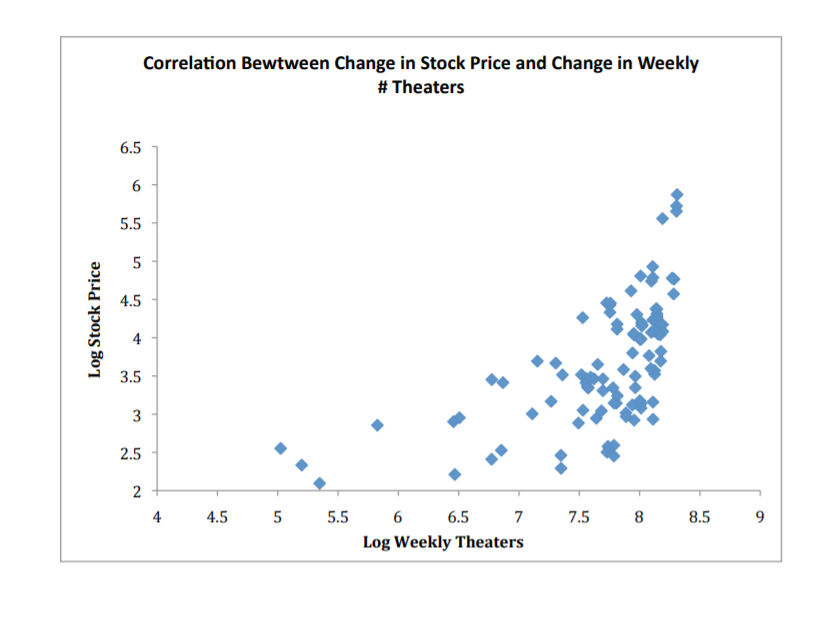 Correlation Bewtween Change in Stock Price and Change in Weekly
# Theaters
6.5
6
5.5
5
4.5
4
3.5
3
2.5
2
Log Stock Price
4 4.5 5 5.5 6 6.5 7 7.5 8 8.5 9
Log Weekly Theaters